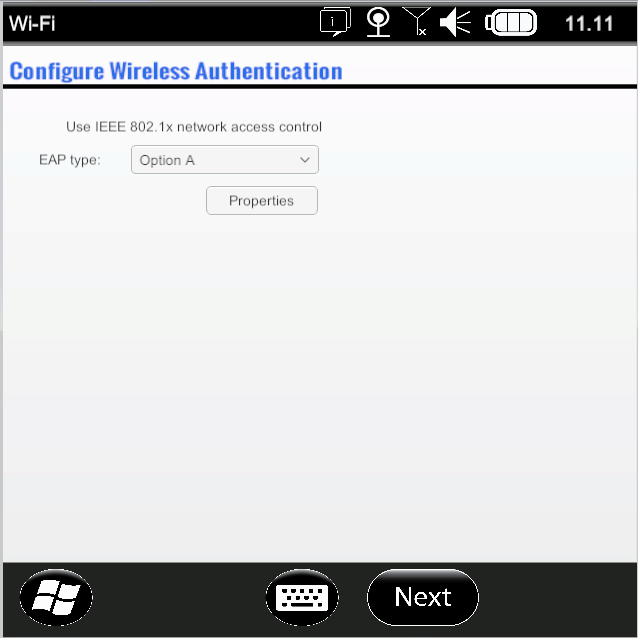 Wi-Fi
11.11
Configure Wireless Authentication
Use IEEE 802.1x network access control
EAP type:
Option A
Properties
Next